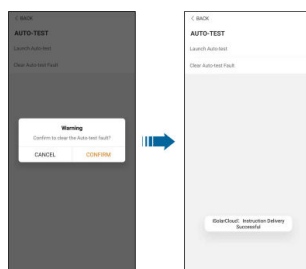 < BACK
AUTO-TEST
Launch Auto-test
Clear Auto-test Fault
Warning
Confirm to clear the Auto-test fault?
CANCEL
CONFIRM
< BACK
AUTO-TEST
Launch Auto-test
Clear Auto-test Fault
iSolarCloud: Instruction Delivery
Successful